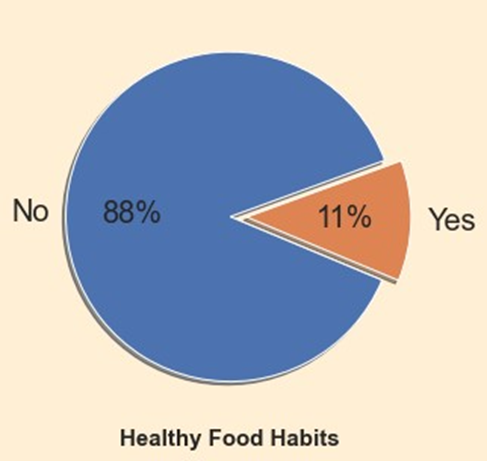 No
88%
11%
Yes
Healthy Food Habits